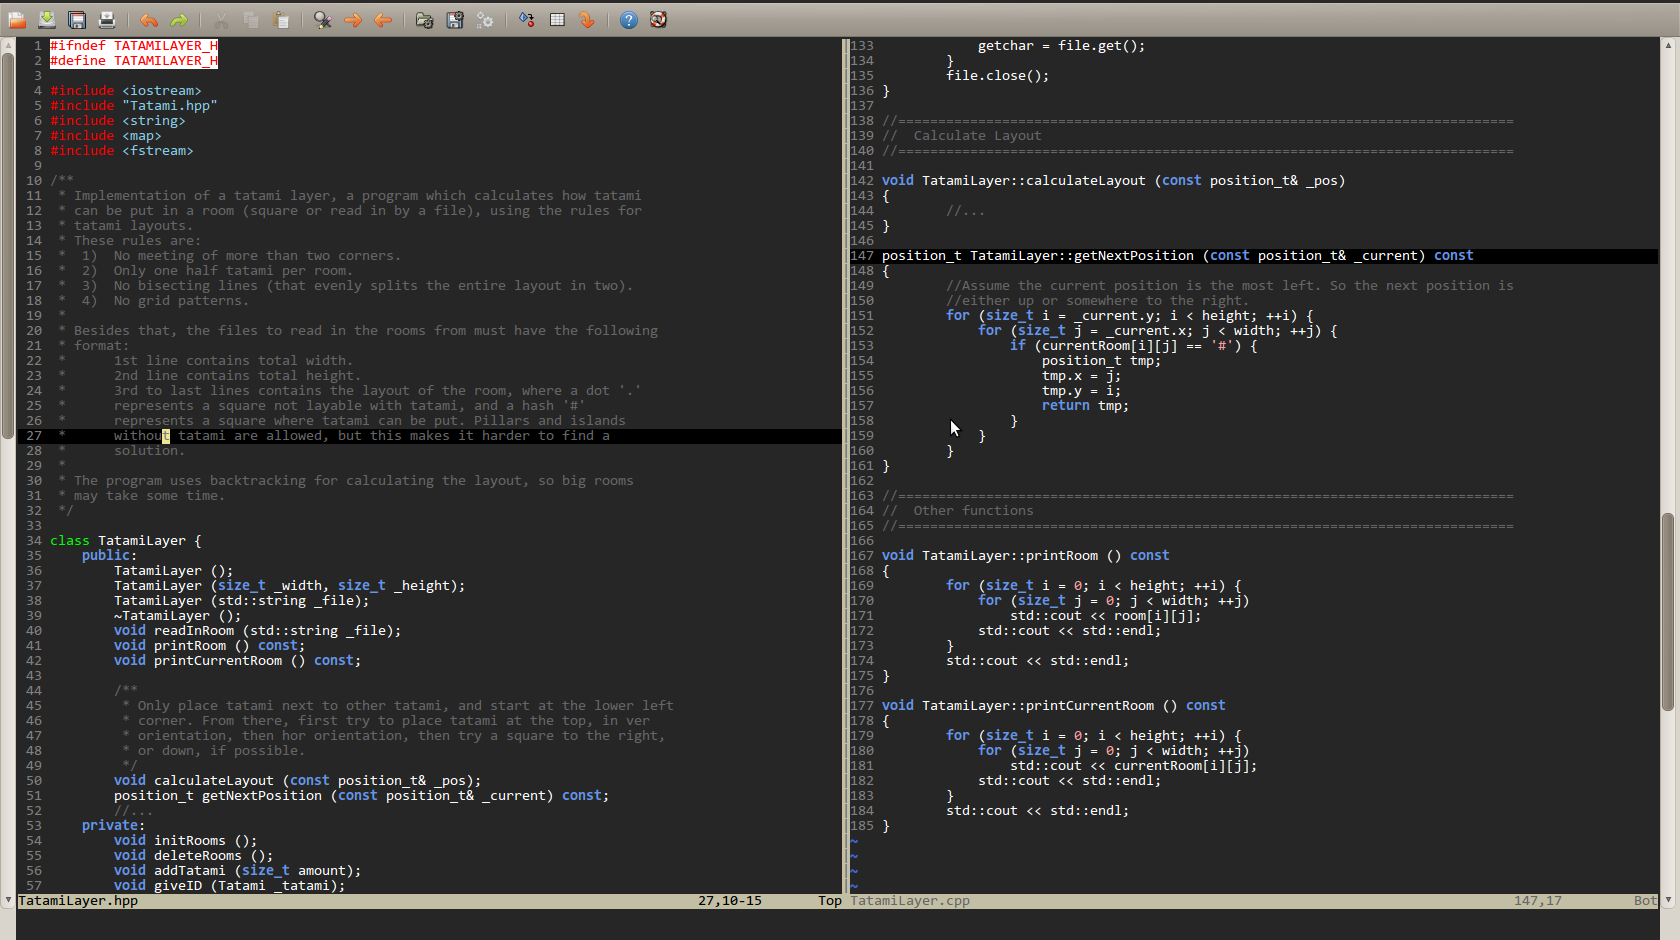 1 #ifndef TATAMILAYER_H
2 #define TATAMILAYER_H
3
4 #include <iostream>
5 #include "Tatami.hpp"
6 #include <string>
7 #include <map>
8 #include <fstream>
9
10 /**
11  * Implementation of a tatami layer, a program which calculates how tatami
12  * can be put in a room (square or read in by a file), using the rules for
13  * tatami layouts.
14  * These rules are:
15  *  1)  No meeting of more than two corners.
16  *  2)  Only one half tatami per room.
17  *  3)  No bisecting lines (that evenly splits the entire layout in two).
18  *  4)  No grid patterns.
19  *
20  * Besides that, the files to read in the rooms from must have the following
21  * format:
22  *      1st line contains total width.
23  *      2nd line contains total height.
24  *      3rd to last lines contains the layout of the room, where a dot '.'
25  *      represents a square not layable with tatami, and a hash '#'
26  *      represents a square where tatami can be put. Pillars and islands
27  *      without tatami are allowed, but this makes it harder to find a
28  *      solution.
29  *
30  * The program uses backtracking for calculating the layout, so big rooms
31  * may take some time.
32  */
33
34 class TatamiLayer {
35     public:
36         TatamiLayer ();
37         TatamiLayer (size_t _width, size_t _height);
38         TatamiLayer (std::string _file);
39         ~TatamiLayer ();
40         void readInRoom (std::string _file);
41         void printRoom () const;
42         void printCurrentRoom () const;
43
44         /**
45          * Only place tatami next to other tatami, and start at the lower left
46          * corner. From there, first try to place tatami at the top, in ver
47          * orientation, then hor orientation, then try a square to the right,
48          * or down, if possible.
49          */
50         void calculateLayout (const position_t& _pos);
51         position_t getNextPosition (const position_t& _current) const;
52         //...
53     private:
54         void initRooms ();
55         void deleteRooms ();
56         void addTatami (size_t amount);
57         void giveID (Tatami _tatami);
TatamiLayer.hpp 27,10-15 Top
133             getchar = file.get();
134         }
135         file.close();
136 }
137
138 //=============================================================================
139 //  Calculate Layout
140 //=============================================================================
141
142 void TatamiLayer::calculateLayout (const position_t& _pos)
143 {
144         //...
145 }
146
147 position_t TatamiLayer::getNextPosition (const position_t& _current) const
148 {
149         //Assume the current position is the most left. So the next position is
150         //either up or somewhere to the right.
151         for (size_t i = _current.y; i < height; ++i) {
152             for (size_t j = _current.x; j < width; ++j) {
153                 if (currentRoom[i][j] == '#') {
154                     position_t tmp;
155                     tmp.x = j;
156                     tmp.y = i;
157                     return tmp;
158                 }
159             }
160         }
161 }
162
163 //=============================================================================
164 //  Other functions
165 //=============================================================================
166
167 void TatamiLayer::printRoom () const
168 {
169         for (size_t i = 0; i < height; ++i) {
170             for (size_t j = 0; j < width; ++j)
171                 std::cout << room[i][j];
172             std::cout << std::endl;
173         }
174         std::cout << std::endl;
175 }
176
177 void TatamiLayer::printCurrentRoom () const
178 {
179         for (size_t i = 0; i < height; ++i) {
180             for (size_t j = 0; j < width; ++j)
181                 std::cout << currentRoom[i][j];
182             std::cout << std::endl;
183         }
184         std::cout << std::endl;
185 }
~
~
~
~
TatamiLayer.cpp 147,17 Bot